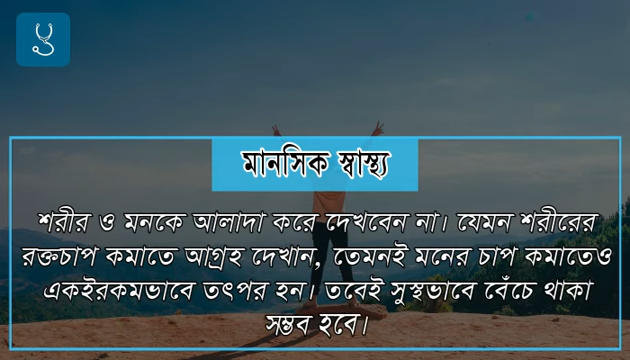 মানসিক স্বাস্থ্য
শরীর ও মনকে আলাদা করে দেখবেন না। যেমন শরীরের
রক্তচাপ কমাতে আগ্রহ দেখান, তেমনই মনের চাপ কমাতেও
একইরকমভাবে তৎপর হন। তবেই সুস্থভাবে বেঁচে থাকা
সম্ভব হবে।